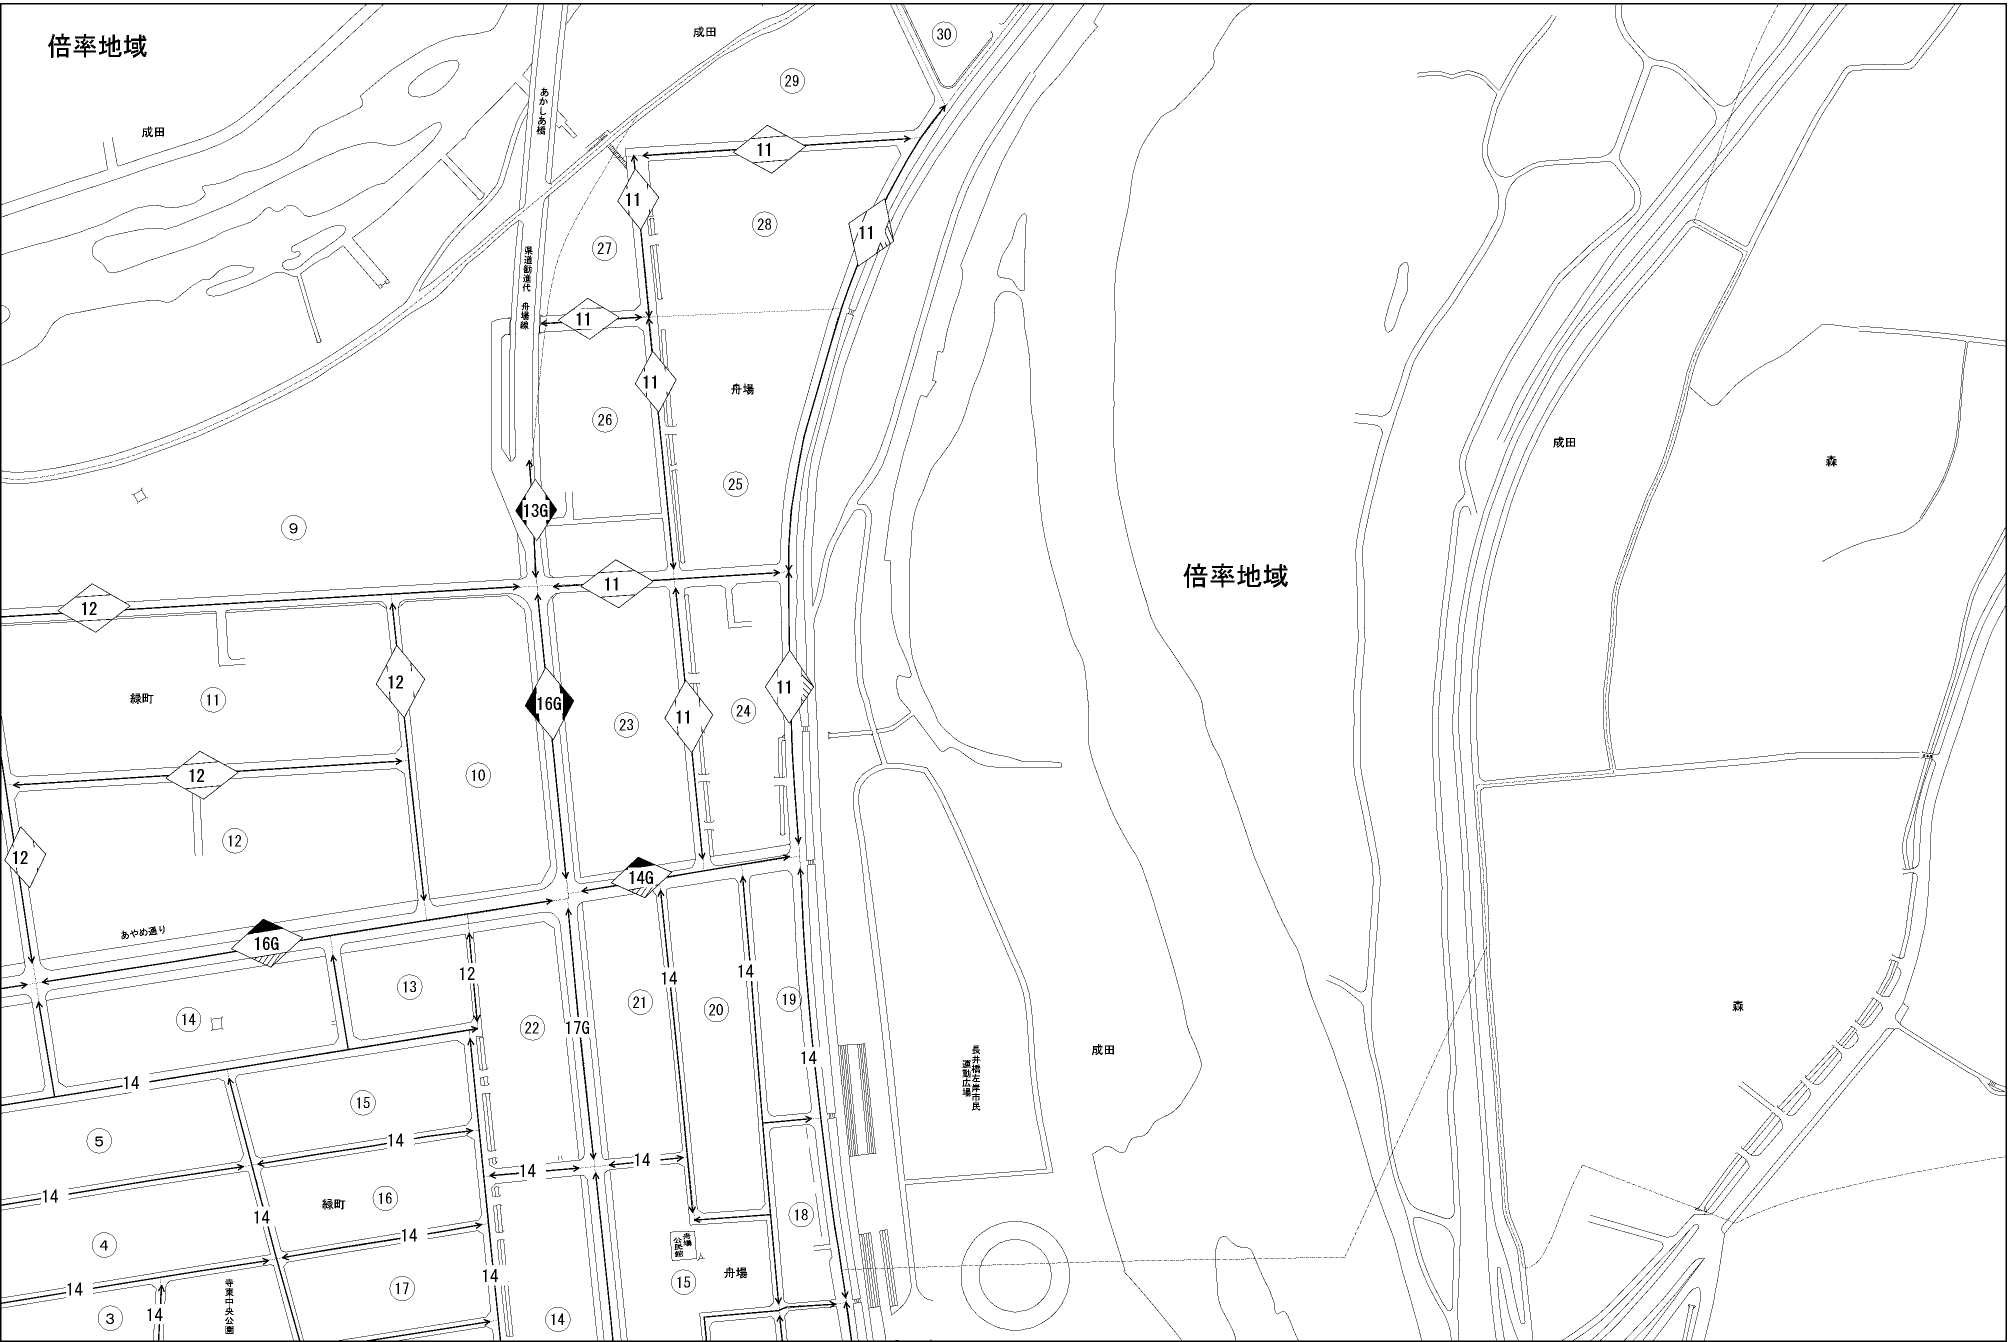 倍率地域
成田
30
29
あかしあ橋
成田
11
11
28
11
27
県道勧進代
舟場線
11
11
舟場
26
成田
森
25
13G
9
倍率地域
11
12
12
緑町
11
16G
11
11
24
23
12
10
12
12
14G
あやめ通り
16G
12
14
14
13
19
21
20
森
14
22
17G
成田
14
長井橋左岸市民
運動広場
14
15
5
14
14
14
14
16
緑町
14
18
4
14
舟場
公民館
舟場
14
15
17
14
寺東中央公園
14
3
14